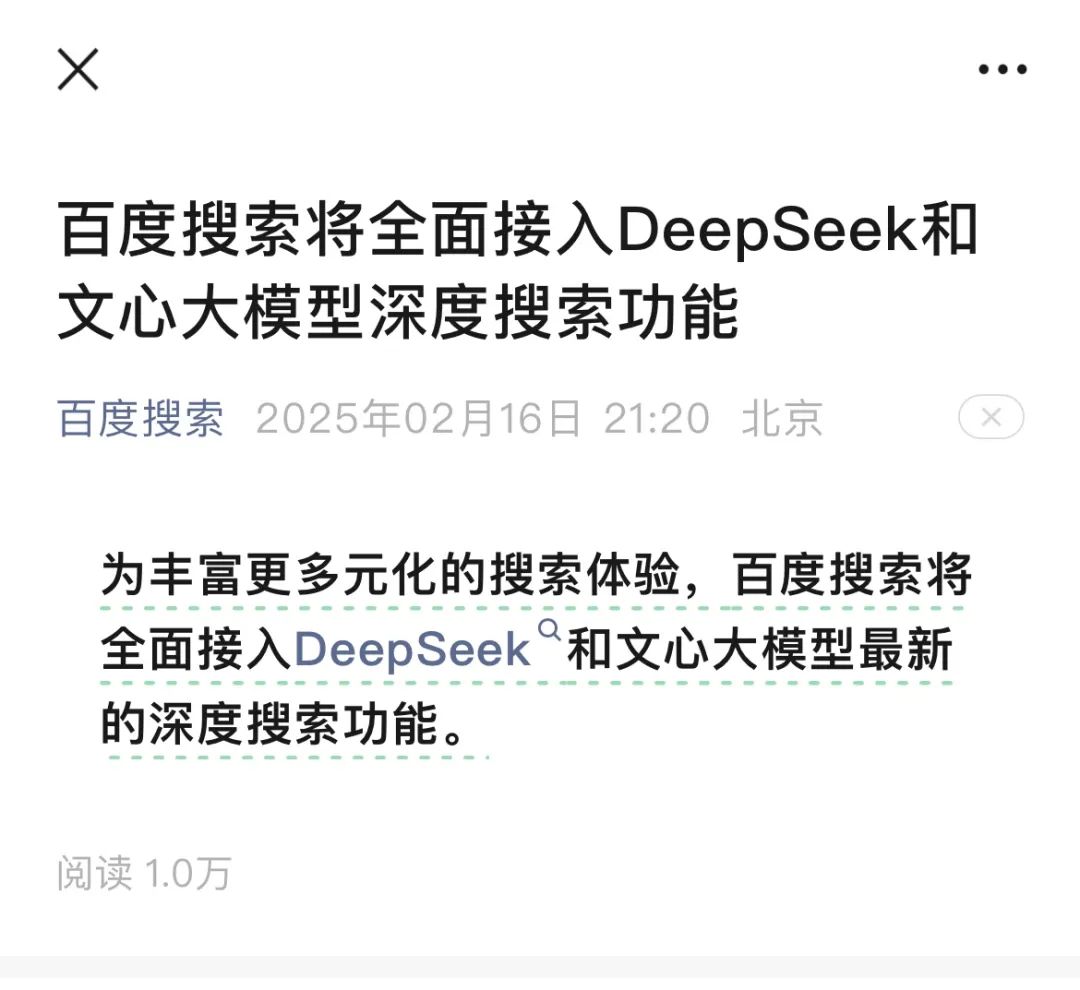 百度搜索将全面接入DeepSeek和
文心大模型深度搜索功能
百度搜索 2025年02月16日 21:20 北京
为丰富更多元化的搜索体验，百度搜索将
全面接入DeepSeek和文心大模型最新
的深度搜索功能。
阅读 1.0万